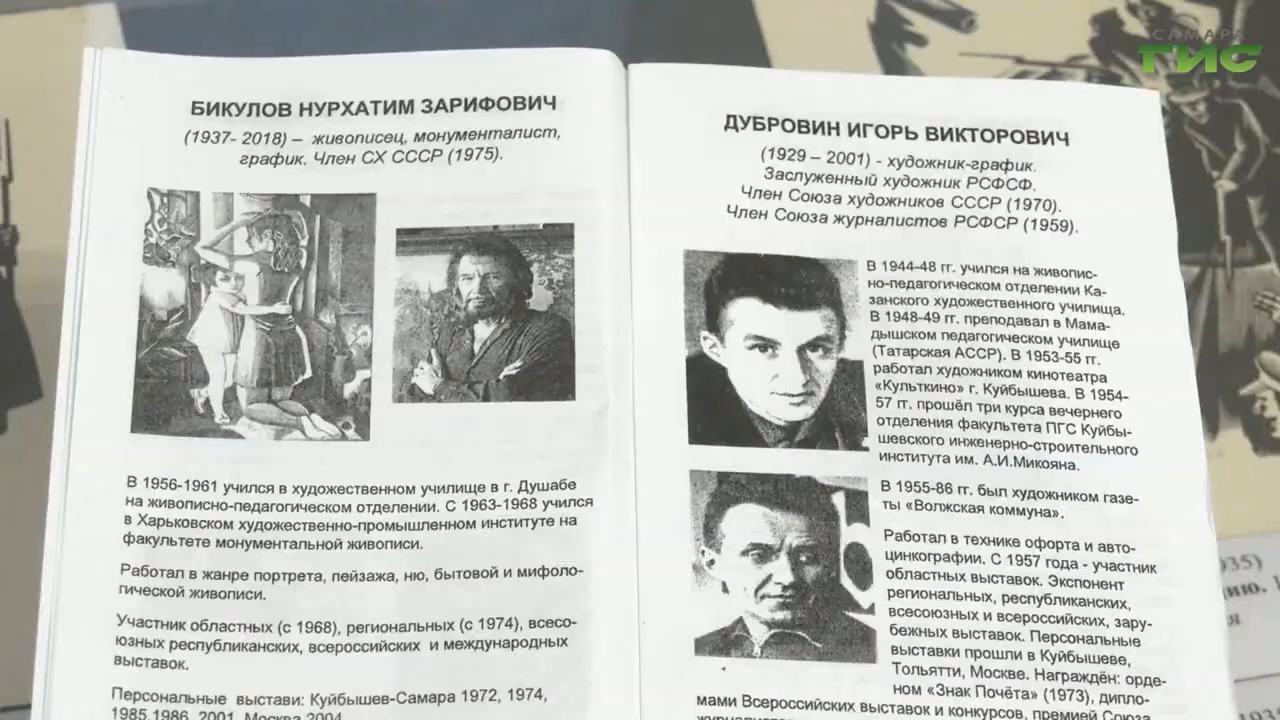 САМАРА
ГИС
БИКУЛОВ НУРХАТИМ ЗАРИФОВИЧ
(1937- 2018) – живописец, монументалист,
график. Член СХ СССР (1975).
В 1956-1961 учился в художественном училище в г. Душабе
на живописно-педагогическом отделении. С 1963-1968 учился
в Харьковском художественно-промышленном институте на
факультете монументальной живописи.
Работал в жанре портрета, пейзажа, ню, бытовой и мифоло-
гической живописи.
Участник областных (с 1968), региональных (с 1974), всесо-
юзных республиканских, всероссийских и международных
выставок.
Персональные выстави: Куйбышев-Самара 1972, 1974,
1985,1986, 2001, Москва 2004
ДУБРОВИН ИГОРЬ ВИКТОРОВИЧ
(1929 – 2001) - художник-график.
Заслуженный художник РСФСФ.
Член Союза художников СССР (1970).
Член Союза журналистов РСФСР (1959).
В 1944-48 гг. учился на живопис-
но-педагогическом отделении Ка-
занского художественного училища.
В 1948-49 гг. преподавал в Мама-
дышском педагогическом училище
(Татарская АССР). В 1953-55 гг.
работал художником кинотеатра
«Культкино» г. Куйбышева. В 1954-
57 гг. прошёл три курса вечернего
отделения факультета ПГС Куйбы-
шевского инженерно-строительного
института им. А.И.Микояна.
В 1955-86 гг. был художником газе-
ты «Волжская коммуна».
Работал в технике офорта и авто-
цинкографии. С 1957 года - участник
областных выставок. Экспонент
региональных, республиканских,
всесоюзных и всероссийских, зару-
бежных выставок. Персональные
выставки прошли в Куйбышеве,
Тольятти, Москве. Награждён: орде-
ном «Знак Почёта» (1973), дипло-
мами Всероссийских выставок и конкурсов, премией Союза
935)